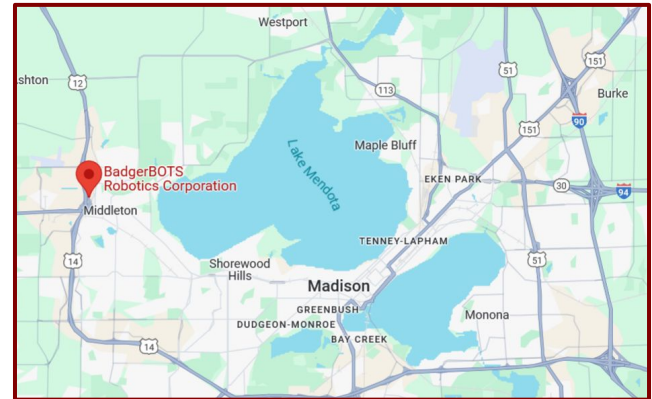 Westport
shton
12
51
151
113
Burke
90
151
Maple Bluff
Lake Mendota
BadgerBOTS
Robotics Corporation
EKEN PARK
30
94
Middleton
TENNEY-LAPHAM
14
Shorewood
Hills
51
Madison
GREENBUSH
Monona
DUDGEON-MONROE
BAY CREEK
14